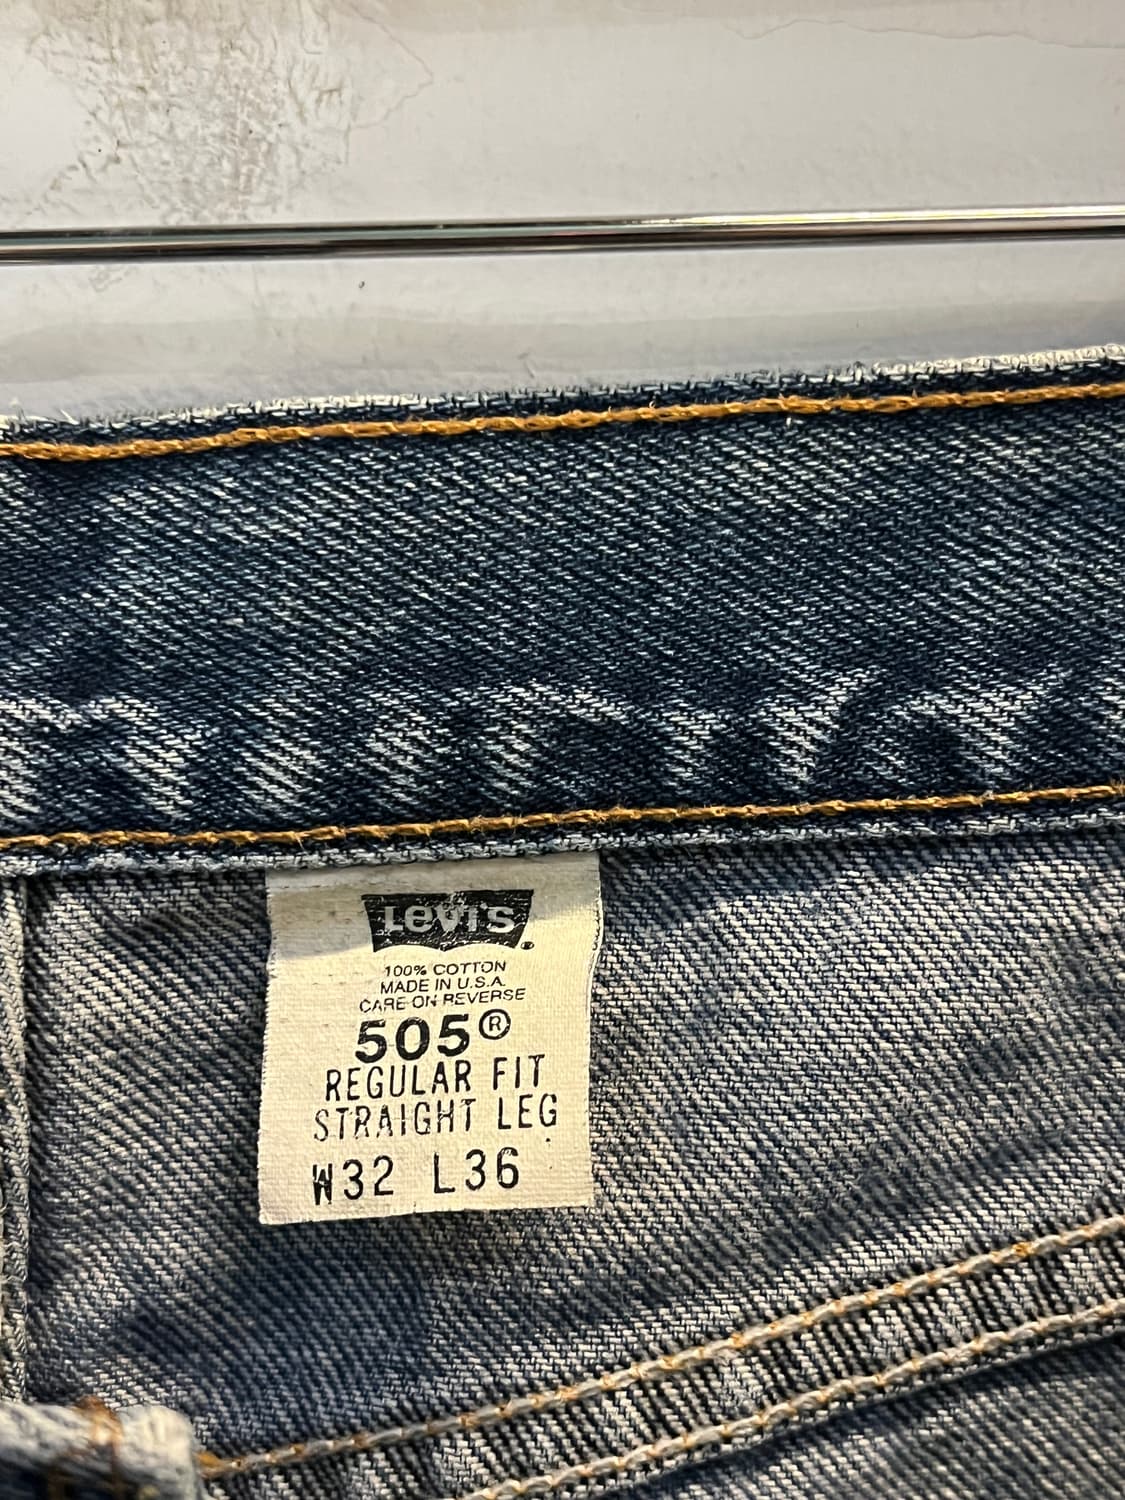 Levi's
100% COTTON
MADE IN U.S.A.
CARE ON REVERSE
505®
REGULAR FIT
STRAIGHT LEG
W32 L36